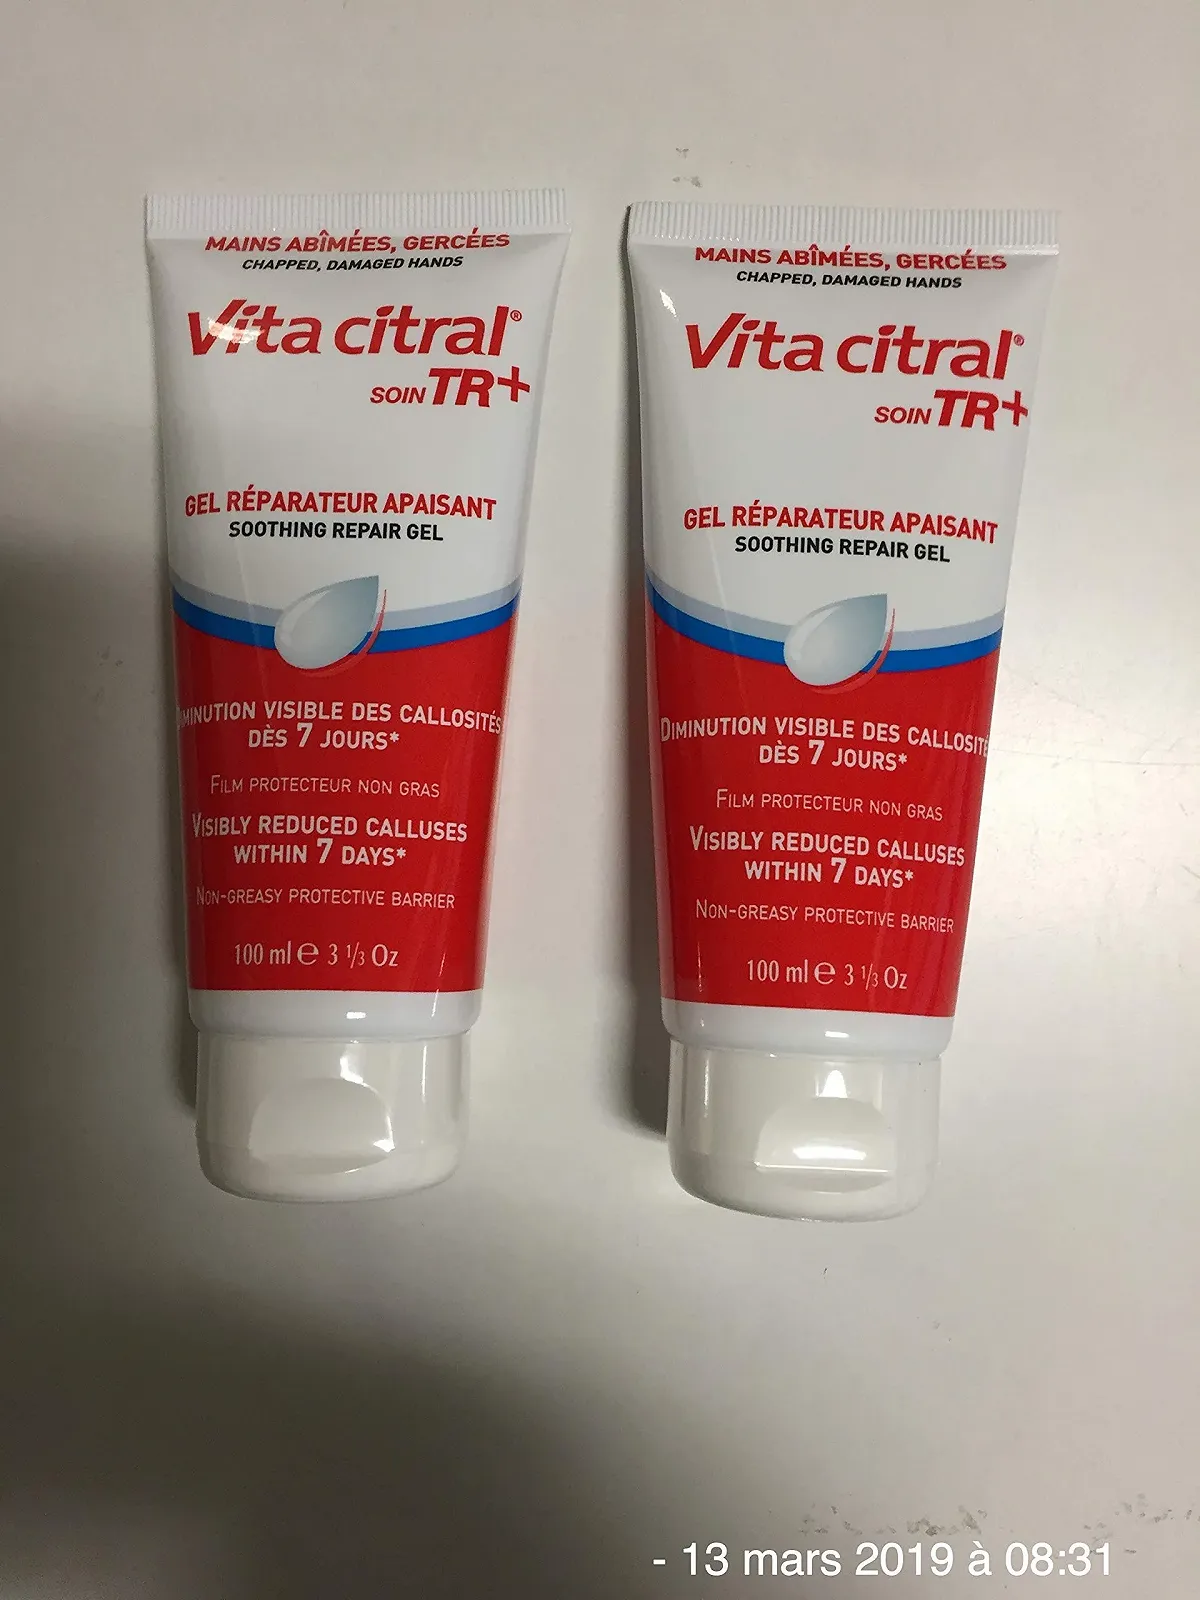 MAINS ABÎMÉES, GERCÉES
CHAPPED, DAMAGED HANDS
Vita citral®
SOIN TR+
GEL RÉPARATEUR APAISANT
SOOTHING REPAIR GEL
DIMINUTION VISIBLE DES CALLOSITÉS
DÈS 7 JOURS*
FILM PROTECTEUR NON GRAS
VISIBLY REDUCED CALLUSES
WITHIN 7 DAYS*
NON-GREASY PROTECTIVE BARRIER
100 ml e 3 1/3 Oz
MAINS ABÎMÉES, GERCÉES
CHAPPED, DAMAGED HANDS
Vita citral®
SOIN TR+
GEL RÉPARATEUR APAISANT
SOOTHING REPAIR GEL
DIMINUTION VISIBLE DES CALLOSITÉ
DÈS 7 JOURS*
FILM PROTECTEUR NON GRAS
VISIBLY REDUCED CALLUSES
WITHIN 7 DAYS*
NON-GREASY PROTECTIVE BARRIER
100 ml e 3 1/3 Oz
- 13 mars 2019 à 08:31